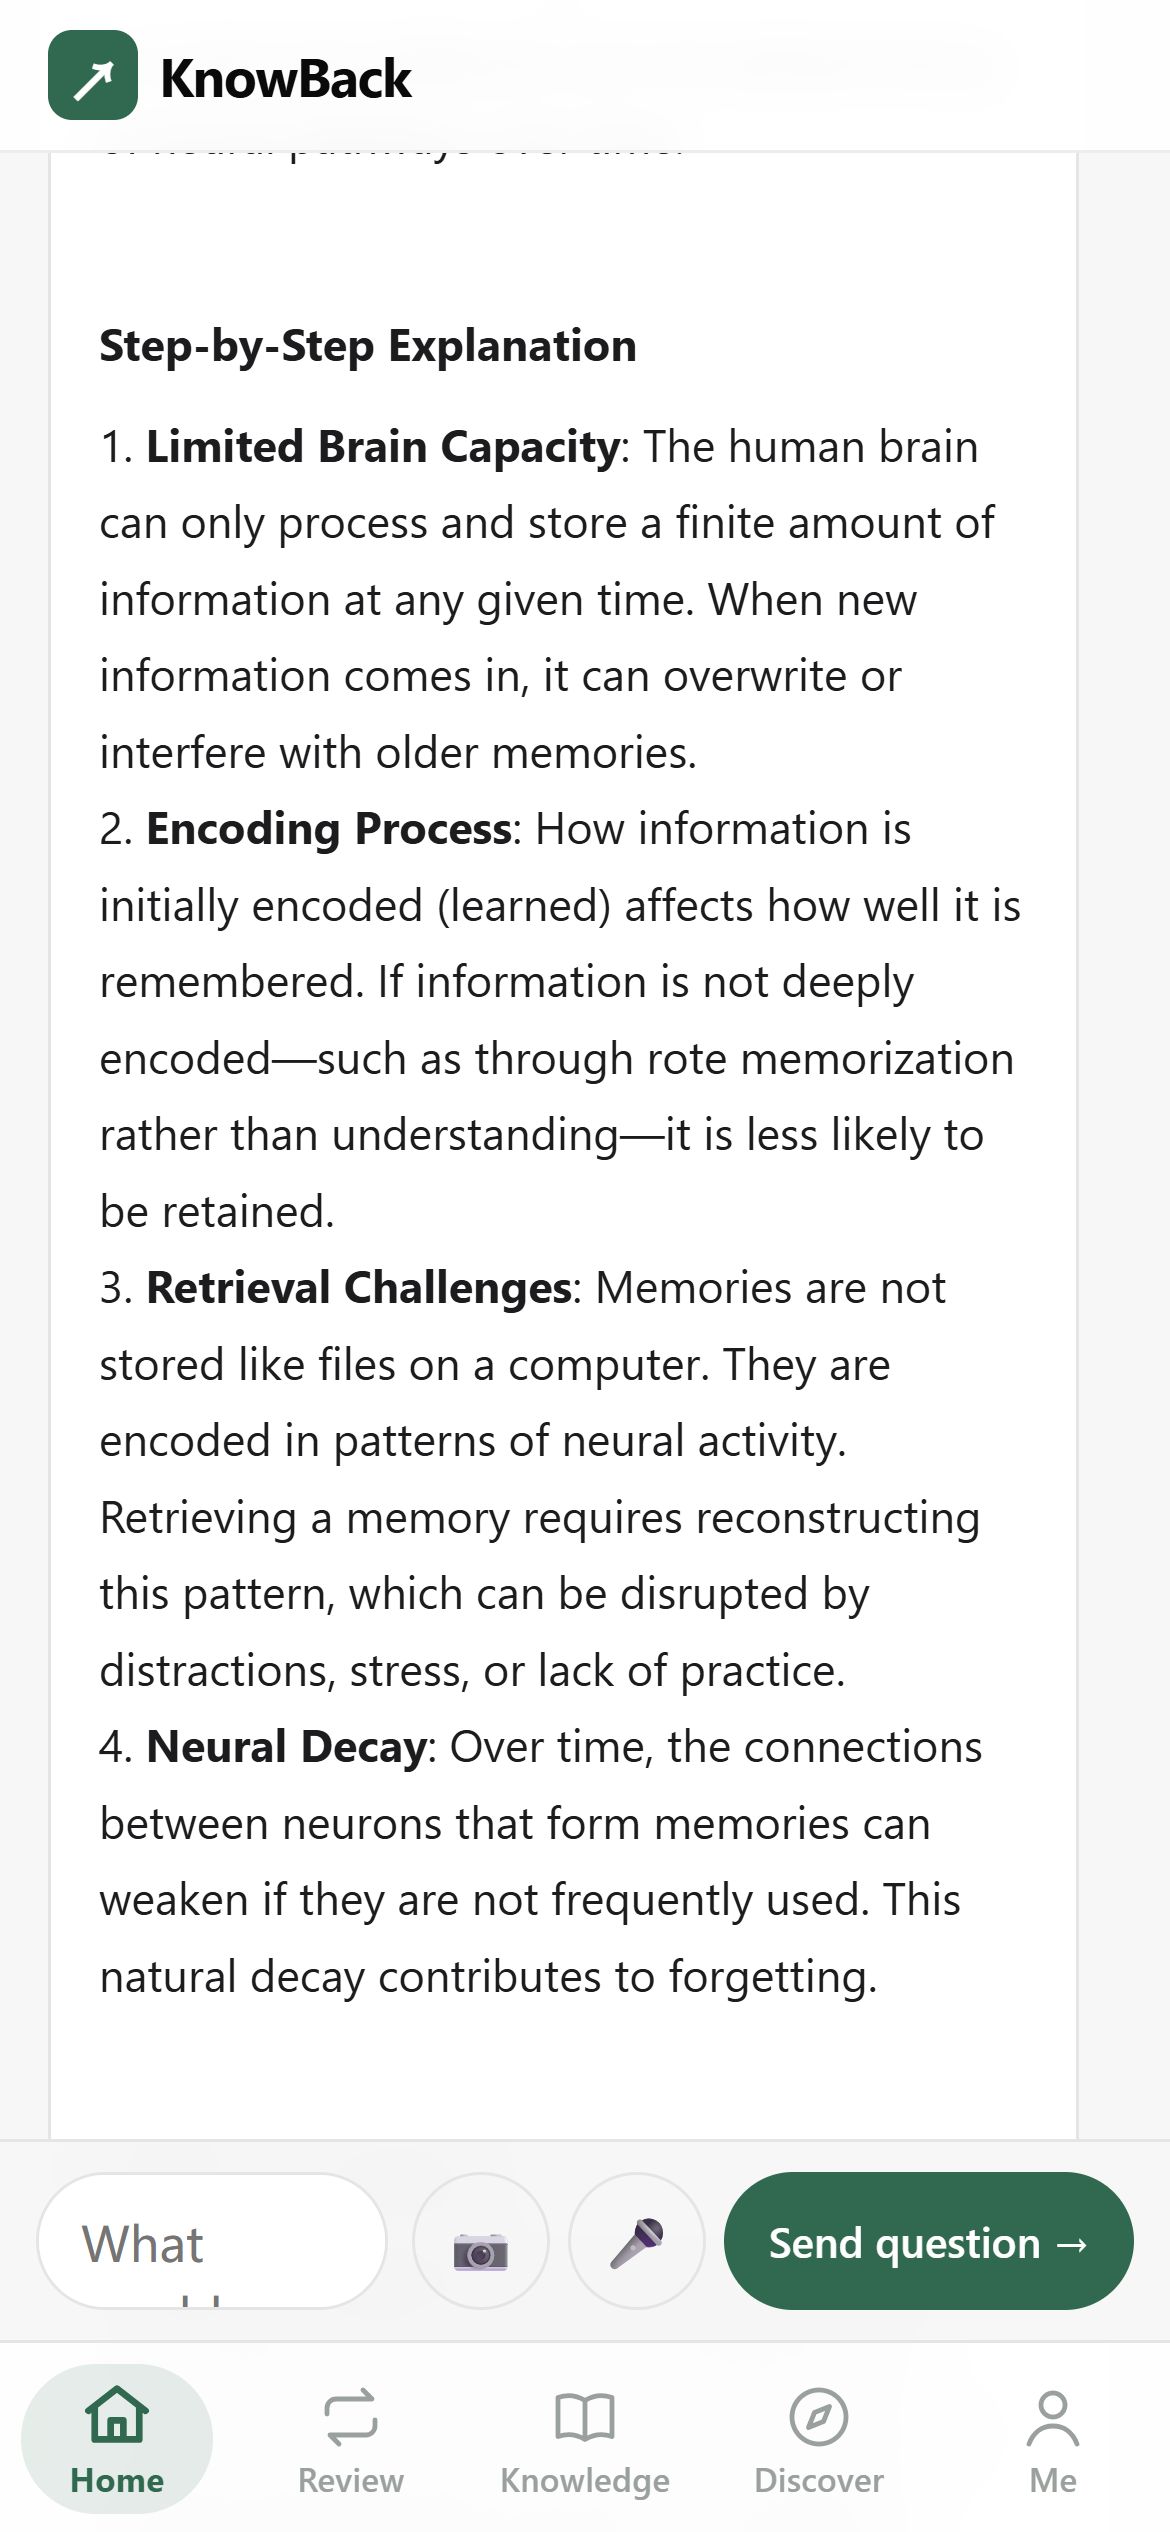 KnowBack
of neural pathways over time.
Step-by-Step Explanation
1. Limited Brain Capacity: The human brain
can only process and store a finite amount of
information at any given time. When new
information comes in, it can overwrite or
interfere with older memories.
2. Encoding Process: How information is
initially encoded (learned) affects how well it is
remembered. If information is not deeply
encoded—such as through rote memorization
rather than understanding—it is less likely to
be retained.
3. Retrieval Challenges: Memories are not
stored like files on a computer. They are
encoded in patterns of neural activity.
Retrieving a memory requires reconstructing
this pattern, which can be disrupted by
distractions, stress, or lack of practice.
4. Neural Decay: Over time, the connections
between neurons that form memories can
weaken if they are not frequently used. This
natural decay contributes to forgetting.
What
Send question →
Home
Review
Knowledge
Discover
Me